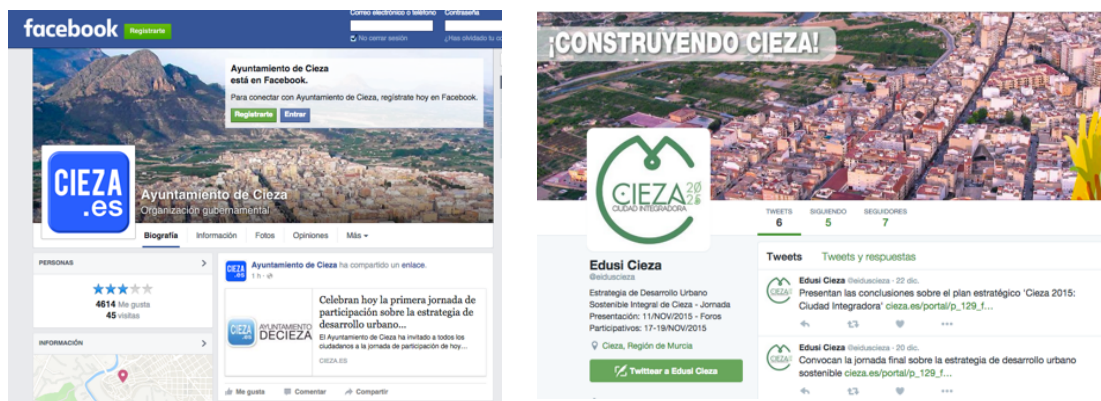 facebook
Registrarte
Correo electrónico o teléfono
Contraseña
No cerrar sesión
¿Has olvidado tu
Ayuntamiento de Cieza
está en Facebook.
Para conectar con Ayuntamiento de Cieza, regístrate hoy en Facebook.
Registrarte
Entrar
CIEZA
.es
Ayuntamiento de Cieza
Organización gubernamental
Biografía
Información
Fotos
Opiniones
Más
PERSONAS
4614 Me gusta
45 visitas
INFORMACIÓN
CIEZA
.es
Ayuntamiento de Cieza ha compartido un enlace.
1 h
CIEZA
.es
AYUNTAMIENTO
DECIEZA
Celebran hoy la primera jornada de
participación sobre la estrategia de
desarrollo urbano...
El Ayuntamiento de Cieza ha invitado a todos los
ciudadanos a la jornada de participación de hoy...
CIEZA.ES
Me gusta
Comentar
Compartir
¡CONSTRUYENDO CIEZA!
CIEZA
CIUDAD INTEGRADORA
TWEETS
6
SIGUIENDO
5
SEGUIDORES
7
Edusi Cieza
@eiduscieza
Estrategia de Desarrollo Urbano
Sostenible Integral de Cieza - Jornada
Presentación: 11/NOV/2015 - Foros
Participativos: 17-19/NOV/2015
Cieza, Región de Murcia
Twittear a Edusi Cieza
Tweets
Tweets y respuestas
CIEZA
Edusi Cieza @eiduscieza - 22 dic.
Presentan las conclusiones sobre el plan estratégico 'Cieza 2015:
Ciudad Integradora' cieza.es/portal/p_129_f...
CIEZA
Edusi Cieza @eiduscieza - 20 dic.
Convocan la jornada final sobre la estrategia de desarrollo urbano
sostenible cieza.es/portal/p_129_f...